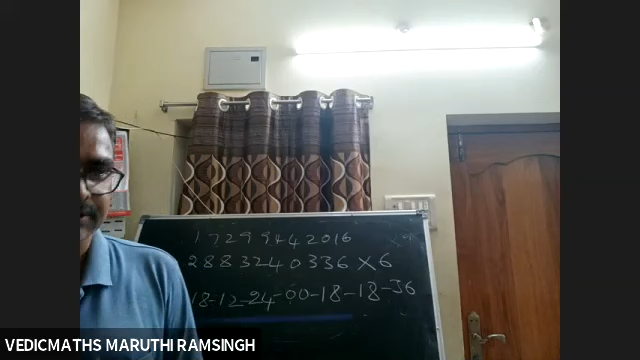 17299442016
2883240336 X 6
18-12-24-00-18-18-36
VEDICMATHS MARUTHI RAMSINGH